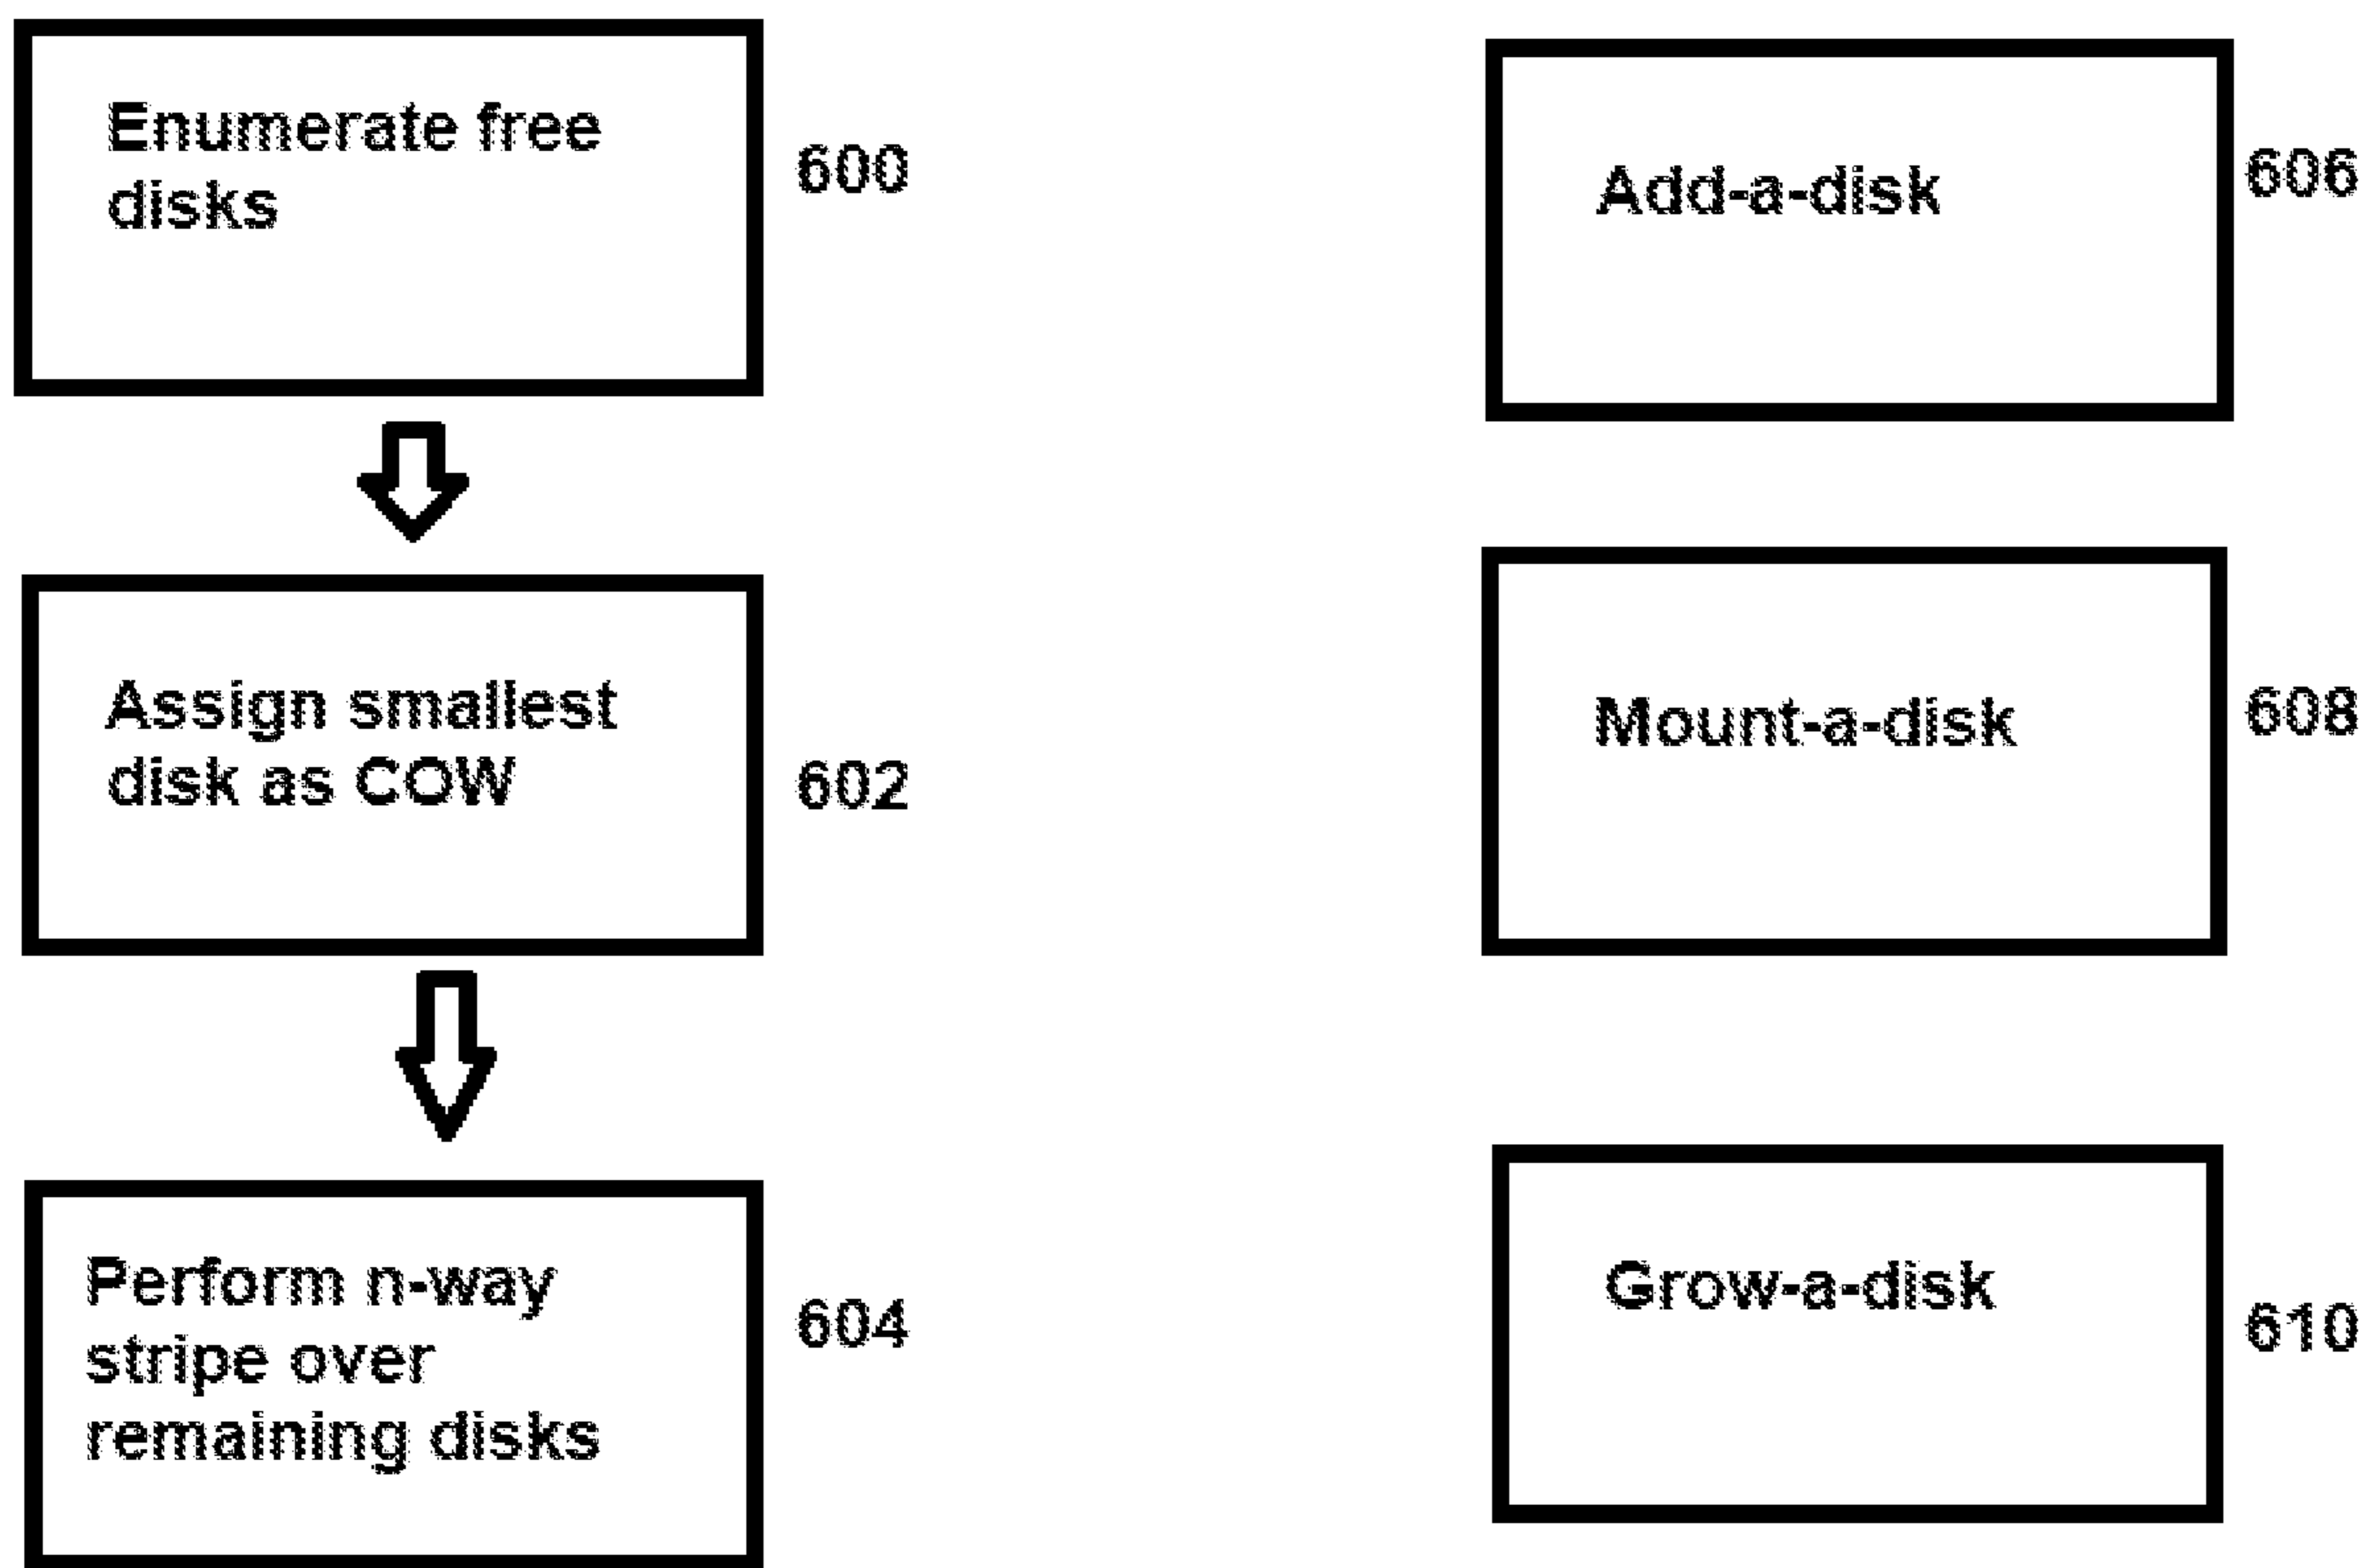 Enumerate free
disks
600
Assign smallest
disk as COW
602
Perform n-way
stripe over
remaining disks
604
Add-a-disk
606
Mount-a-disk
608
Grow-a-disk
610